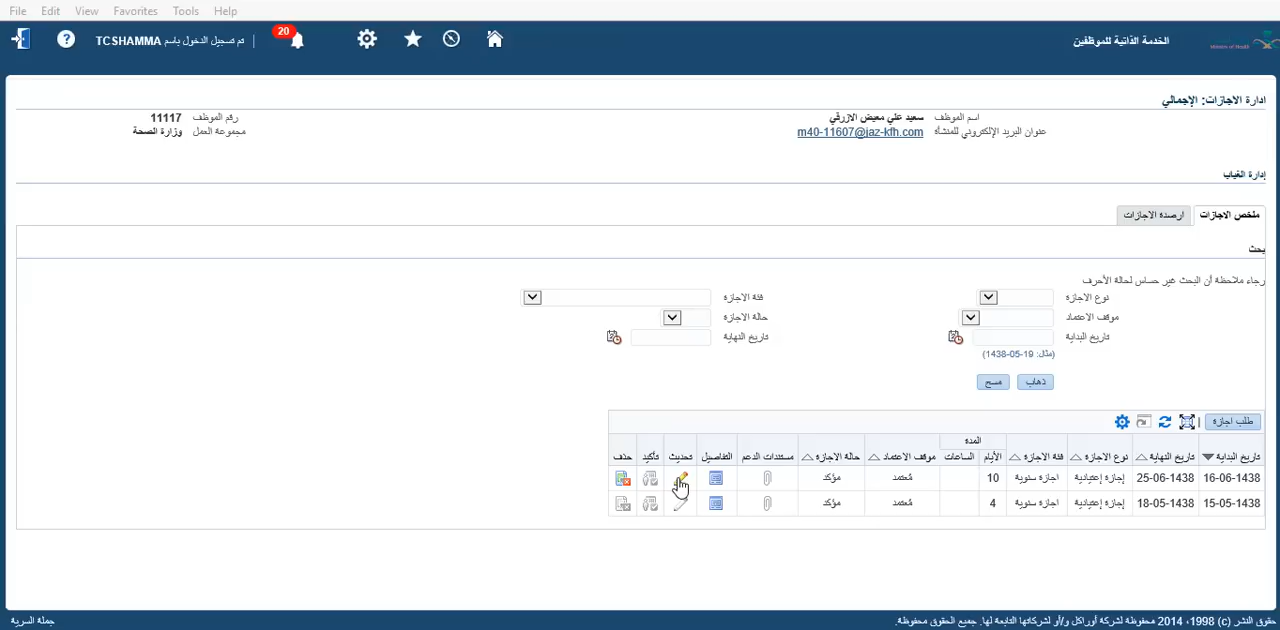 File Edit View Favorites Tools Help
الخدمة الذاتية للموظفين
20
تم تسجيل الدخول باسم TCSHAMMA
ادارة الاجازات: الإجمالي
اسم الموظف سعيد علي معيض الازرقي
رقم الموظف 11117
عنوان البريد الإلكتروني للمنشأة m40-11607@jaz-kfh.com
مجموعة العمل وزارة الصحة
إدارة الغياب
ملخص الاجازات
ارصدة الاجازات
بحث
رجاء ملاحظة أن البحث غير حساس لحالة الأحرف
نوع الاجازة
فئة الاجازة
موقف الاعتماد
حالة الاجازة
تاريخ البداية
تاريخ النهاية
(مثال: 19-05-1438)
ذهاب
مسح
طلب اجازة
المدة
تاريخ البداية تاريخ النهاية نوع الاجازة فئة الاجازة الأيام الساعات موقف الاعتماد حالة الاجازة مستندات الدعم التفاصيل تحديث تأكيد حذف
16-06-1438 25-06-1438 إجازة إعتيادية اجازة سنوية 10 مُعتمد مؤكد
15-05-1438 18-05-1438 إجازة إعتيادية اجازة سنوية 4 مُعتمد مؤكد
حقوق النشر (c) 1998، 2014 محفوظة لشركة أوراكل و/أو لشركاتها التابعة لها. جميع الحقوق محفوظة.
جملة السرية